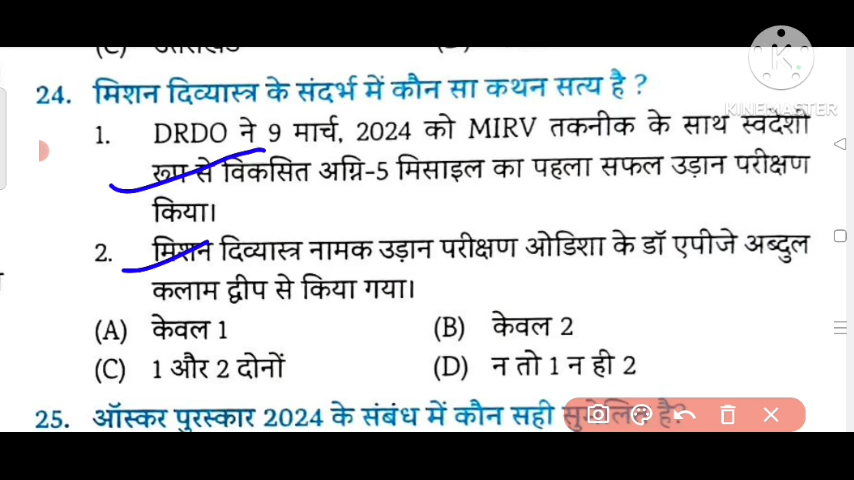 (C) उत्तराखंड
24. मिशन दिव्यास्त्र के संदर्भ में कौन सा कथन सत्य है ?
KINEMASTER
1. DRDO ने 9 मार्च, 2024 को MIRV तकनीक के साथ स्वदेशी
रूप से विकसित अग्नि-5 मिसाइल का पहला सफल उड़ान परीक्षण
किया।
2. मिशन दिव्यास्त्र नामक उड़ान परीक्षण ओडिशा के डॉ एपीजे अब्दुल
कलाम द्वीप से किया गया।
(A) केवल 1 (B) केवल 2
(C) 1 और 2 दोनों (D) न तो 1 न ही 2
25. ऑस्कर पुरस्कार 2024 के संबंध में कौन सही सुमेलित है?